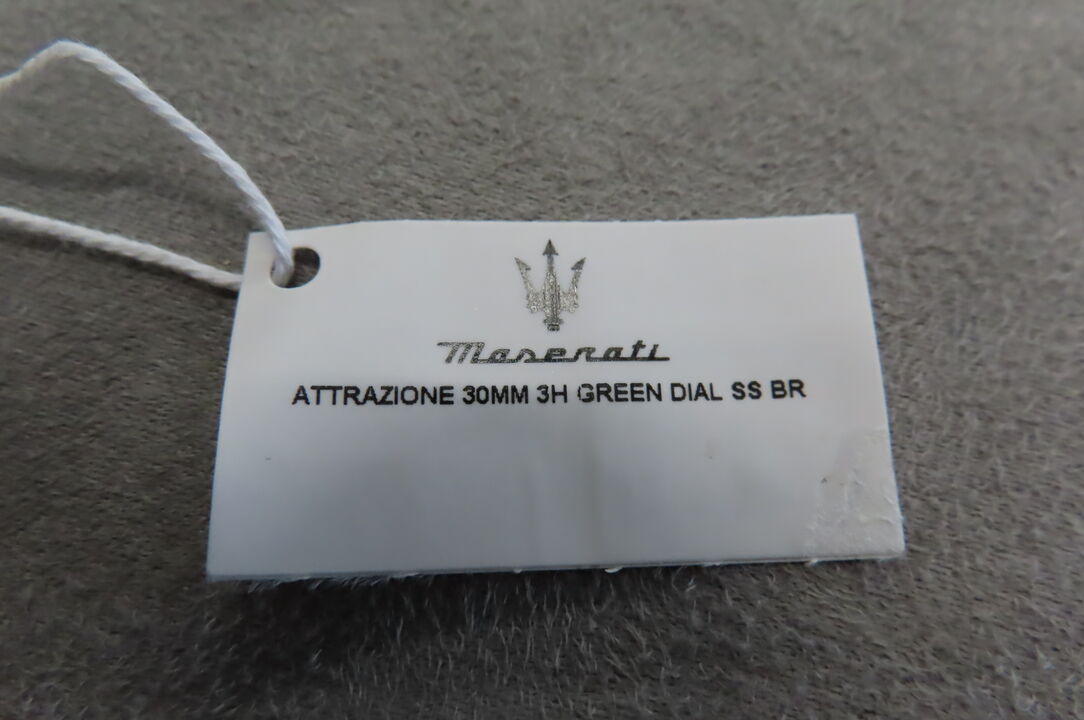 Maserati
ATTRAZIONE 30MM 3H GREEN DIAL SS BR